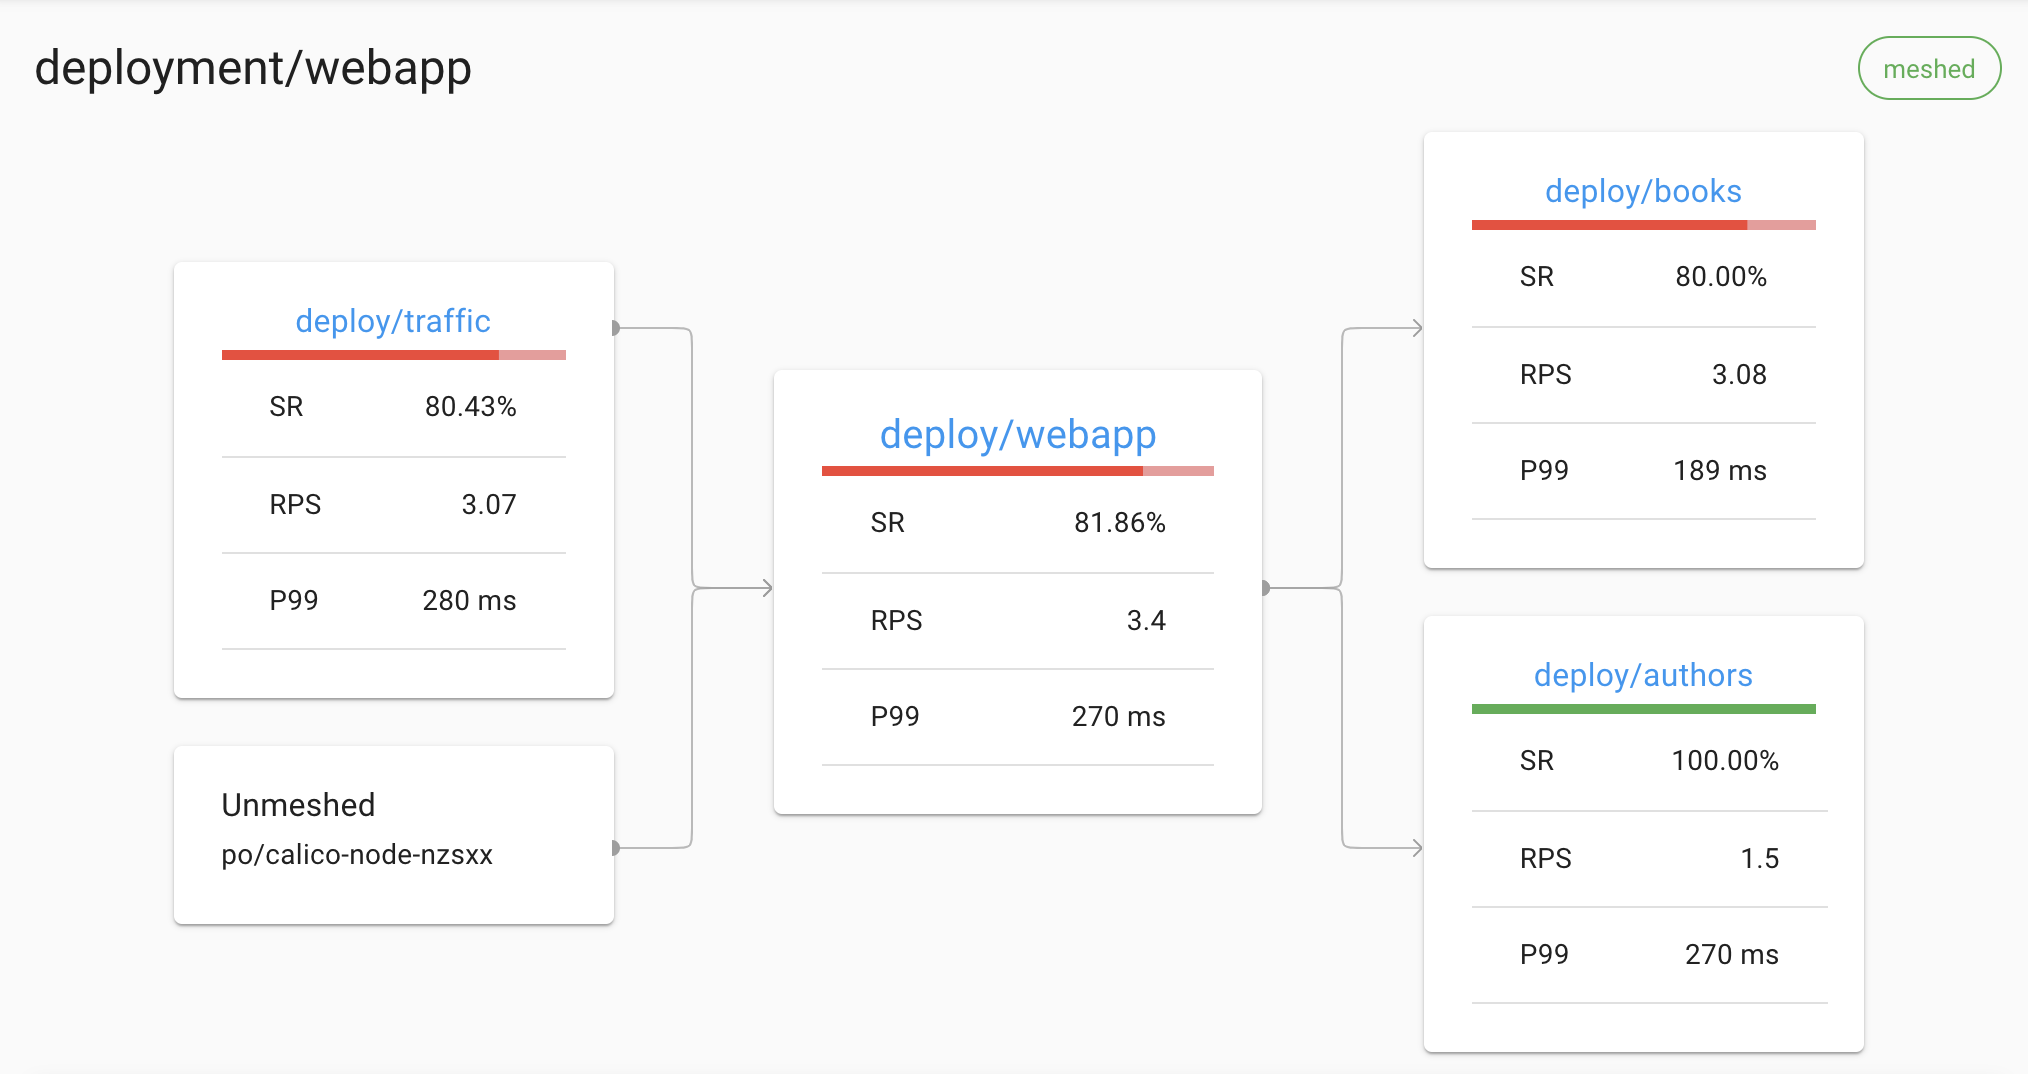 deployment/webapp
meshed
deploy/traffic
SR 80.43%
RPS 3.07
P99 280 ms
Unmeshed
po/calico-node-nzsxx
deploy/webapp
SR 81.86%
RPS 3.4
P99 270 ms
deploy/books
SR 80.00%
RPS 3.08
P99 189 ms
deploy/authors
SR 100.00%
RPS 1.5
P99 270 ms